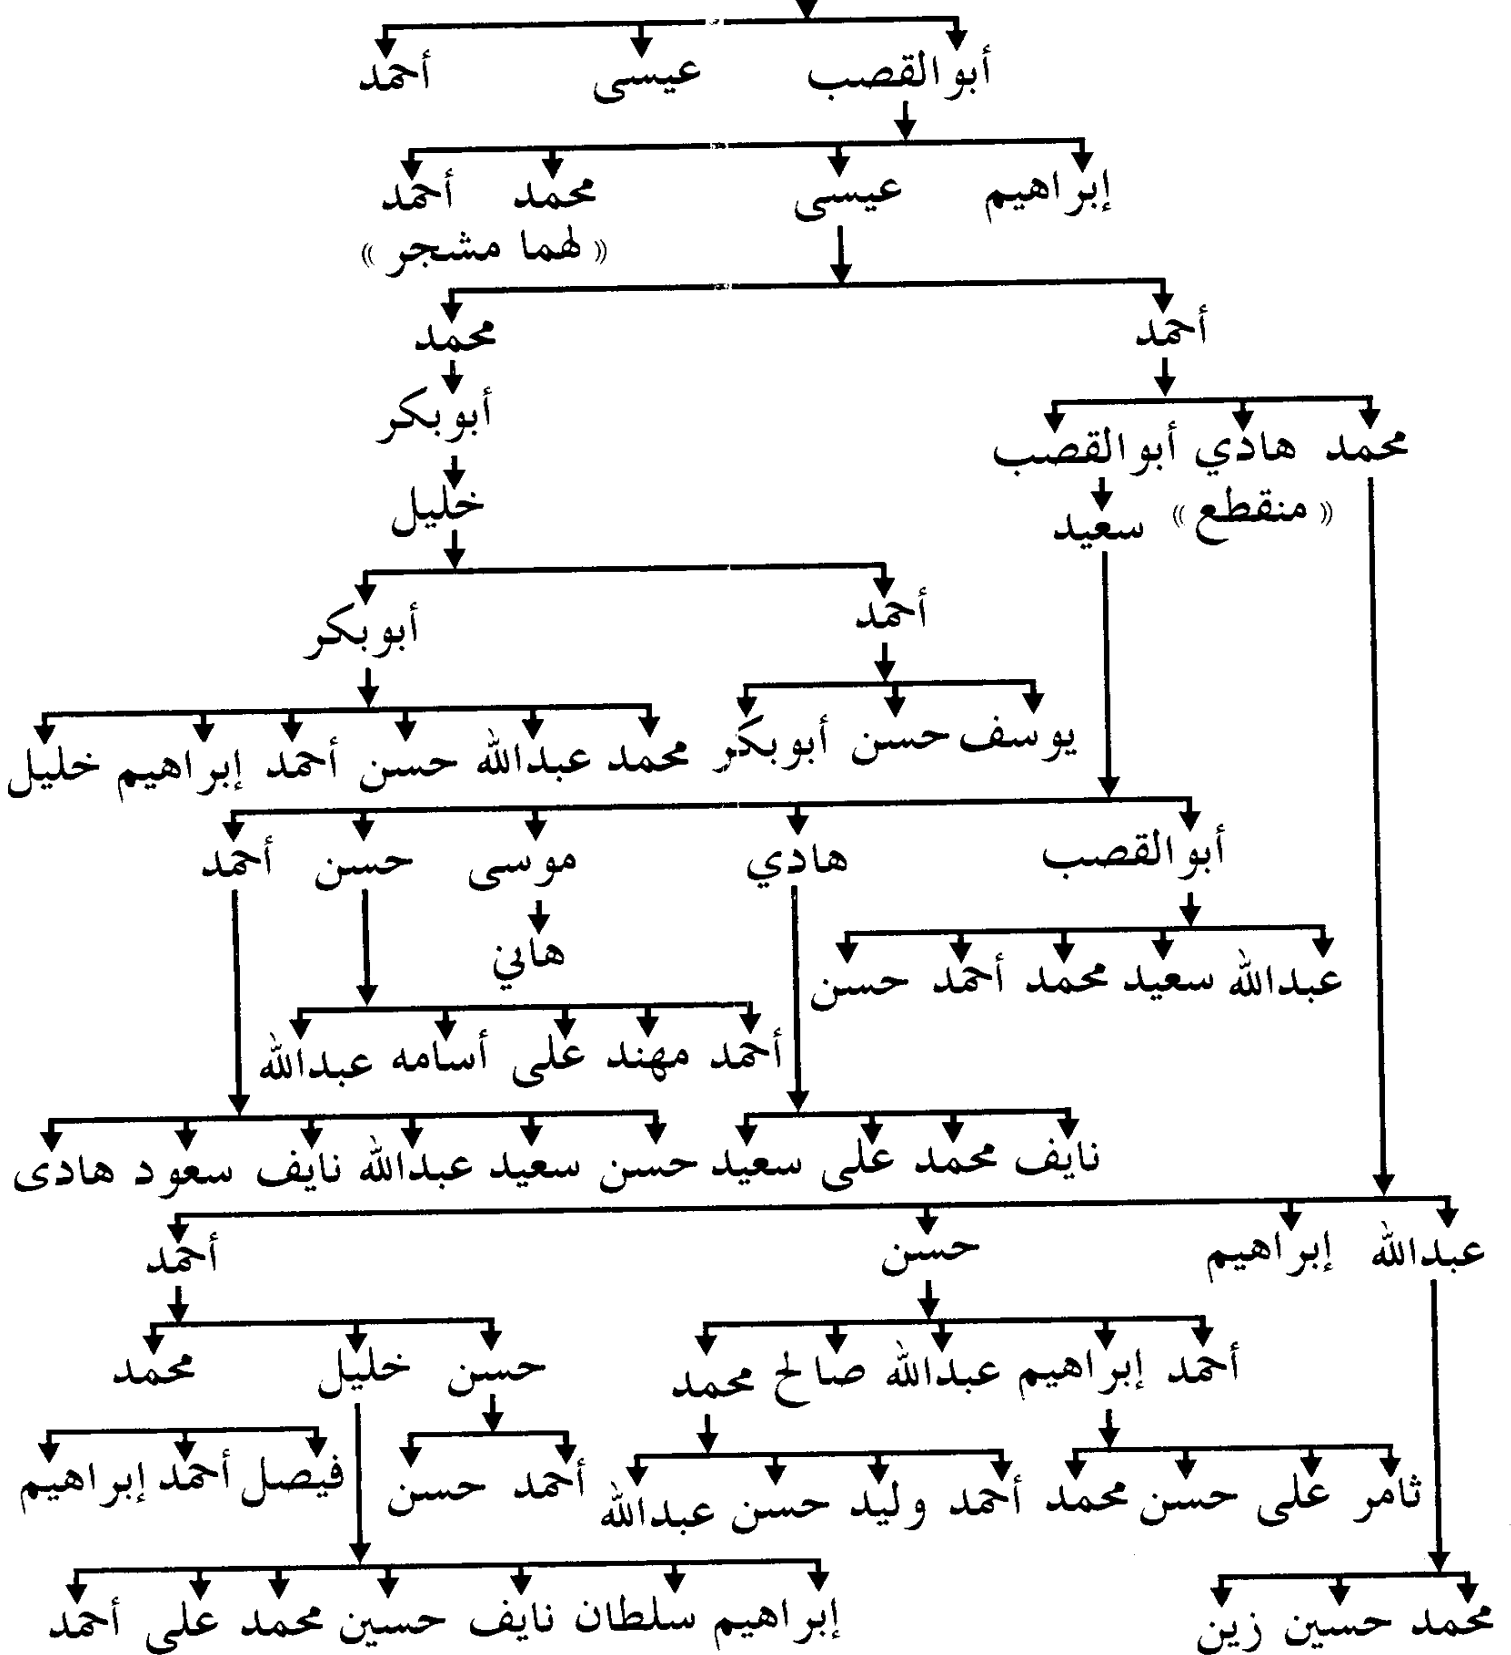 أبوالقصب عيسى أحمد
إبراهيم عيسى محمد أحمد
« لهما مشجر »
أحمد محمد
أبوبكر
محمد هادي أبوالقصب
« منقطع »
خليل
سعيد
أحمد أبوبكر
يوسف حسن أبوبكر محمد عبدالله حسن أحمد إبراهيم خليل
أبوالقصب هادي موسى حسن أحمد
هاني
عبدالله سعيد محمد أحمد حسن
أحمد مهند على أسامه عبدالله
نايف محمد على سعيد حسن سعيد عبدالله نايف سعود هادى
عبدالله إبراهيم حسن أحمد
أحمد إبراهيم عبدالله صالح محمد حسن خليل محمد
ثامر على حسن محمد أحمد وليد حسن عبدالله أحمد حسن فيصل أحمد إبراهيم
محمد حسين زين إبراهيم سلطان نايف حسين محمد على أحمد